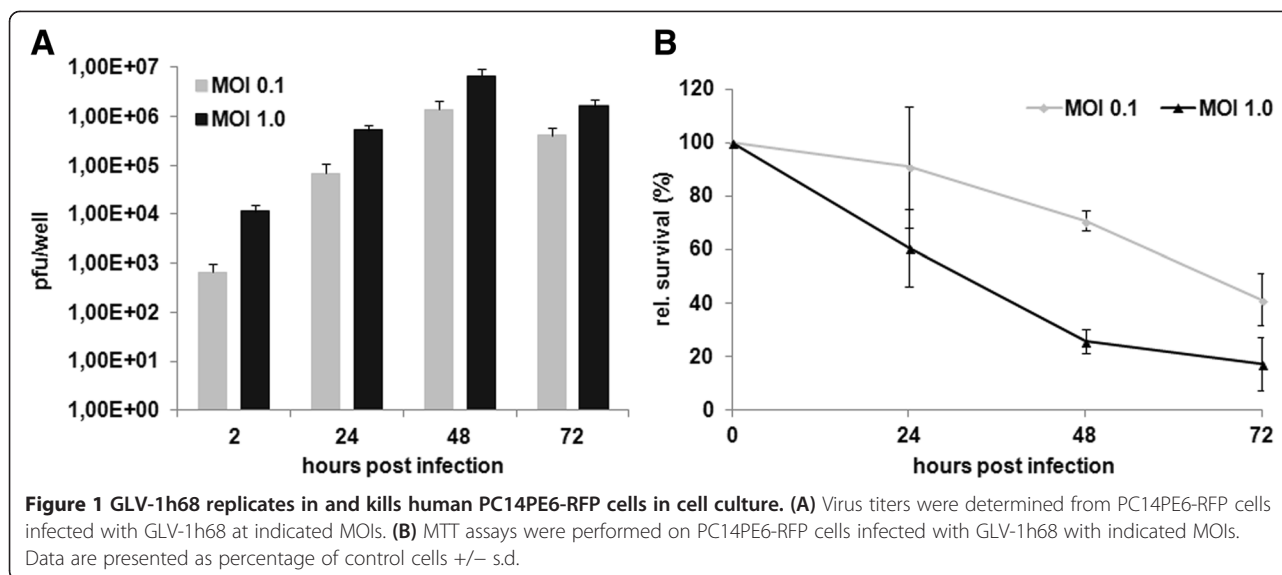 A
pfu/well
1,00E+07
1,00E+06
1,00E+05
1,00E+04
1,00E+03
1,00E+02
1,00E+01
1,00E+00
MOI 0.1
MOI 1.0
2 24 48 72
hours post infection
B
rel. survival (%)
120
100
80
60
40
20
0
MOI 0.1 MOI 1.0
0 24 48 72
hours post infection
Figure 1 GLV-1h68 replicates in and kills human PC14PE6-RFP cells in cell culture. (A) Virus titers were determined from PC14PE6-RFP cells
infected with GLV-1h68 at indicated MOIs. (B) MTT assays were performed on PC14PE6-RFP cells infected with GLV-1h68 with indicated MOIs.
Data are presented as percentage of control cells +/− s.d.